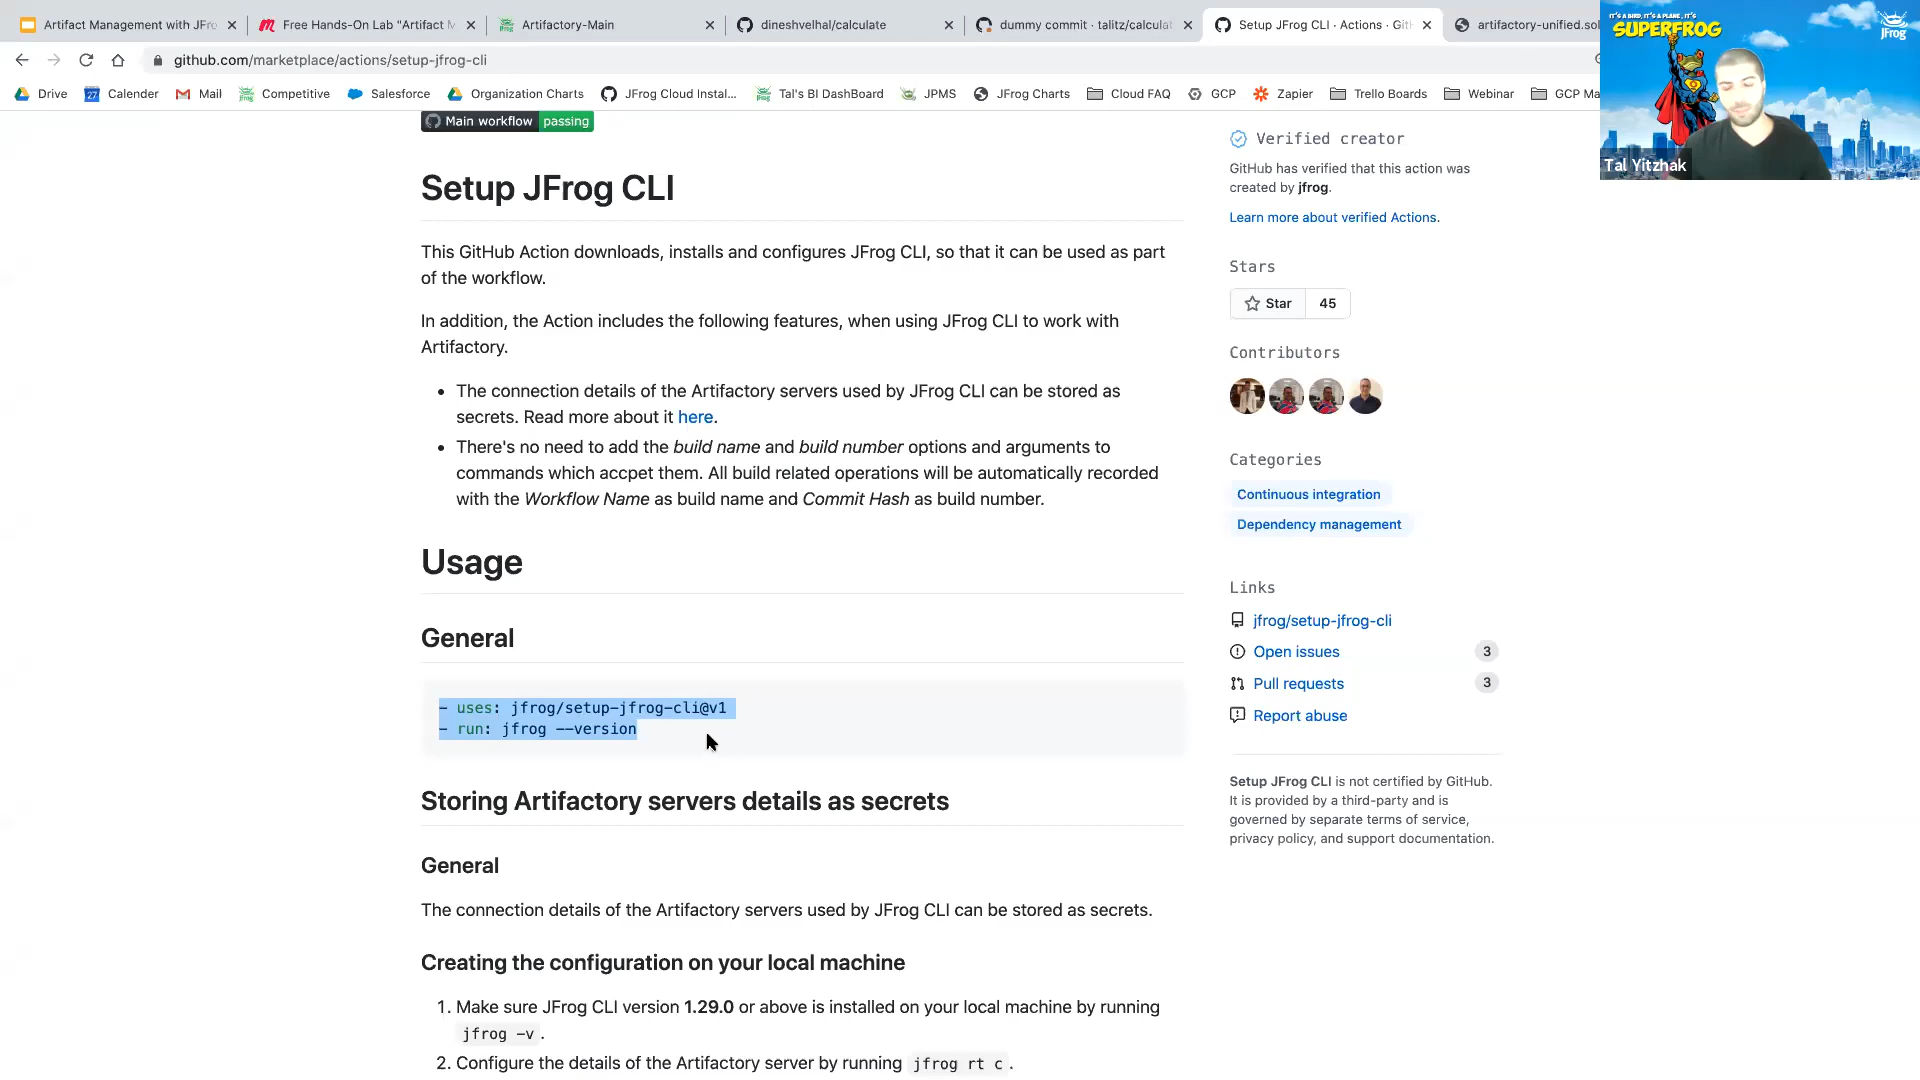 Artifact Management with JFro
Free Hands-On Lab "Artifact M
Artifactory-Main
dineshvelhal/calculate
dummy commit · talitz/calculat
Setup JFrog CLI · Actions · Git
artifactory-unified.sol
github.com/marketplace/actions/setup-jfrog-cli
Drive
27 Calender
Mail
Competitive
Salesforce
Organization Charts
JFrog Cloud Instal...
Tal's BI DashBoard
JPMS
JFrog Charts
Cloud FAQ
GCP
Zapier
Trello Boards
Webinar
GCP Ma
IT'S A BIRD, IT'S A PLANE, IT'S
SUPERFROG
JFrog
Tal Yitzhak
Main workflow passing
Setup JFrog CLI
This GitHub Action downloads, installs and configures JFrog CLI, so that it can be used as part
of the workflow.
In addition, the Action includes the following features, when using JFrog CLI to work with
Artifactory.
• The connection details of the Artifactory servers used by JFrog CLI can be stored as
secrets. Read more about it here.
• There's no need to add the build name and build number options and arguments to
commands which accpet them. All build related operations will be automatically recorded
with the Workflow Name as build name and Commit Hash as build number.
Usage
General
- uses: jfrog/setup-jfrog-cli@v1
- run: jfrog --version
Storing Artifactory servers details as secrets
General
The connection details of the Artifactory servers used by JFrog CLI can be stored as secrets.
Creating the configuration on your local machine
1. Make sure JFrog CLI version 1.29.0 or above is installed on your local machine by running
jfrog -v .
2. Configure the details of the Artifactory server by running jfrog rt c .
Verified creator
GitHub has verified that this action was
created by jfrog.
Learn more about verified Actions.
Stars
Star 45
Contributors
Categories
Continuous integration
Dependency management
Links
jfrog/setup-jfrog-cli
Open issues 3
Pull requests 3
Report abuse
Setup JFrog CLI is not certified by GitHub.
It is provided by a third-party and is
governed by separate terms of service,
privacy policy, and support documentation.